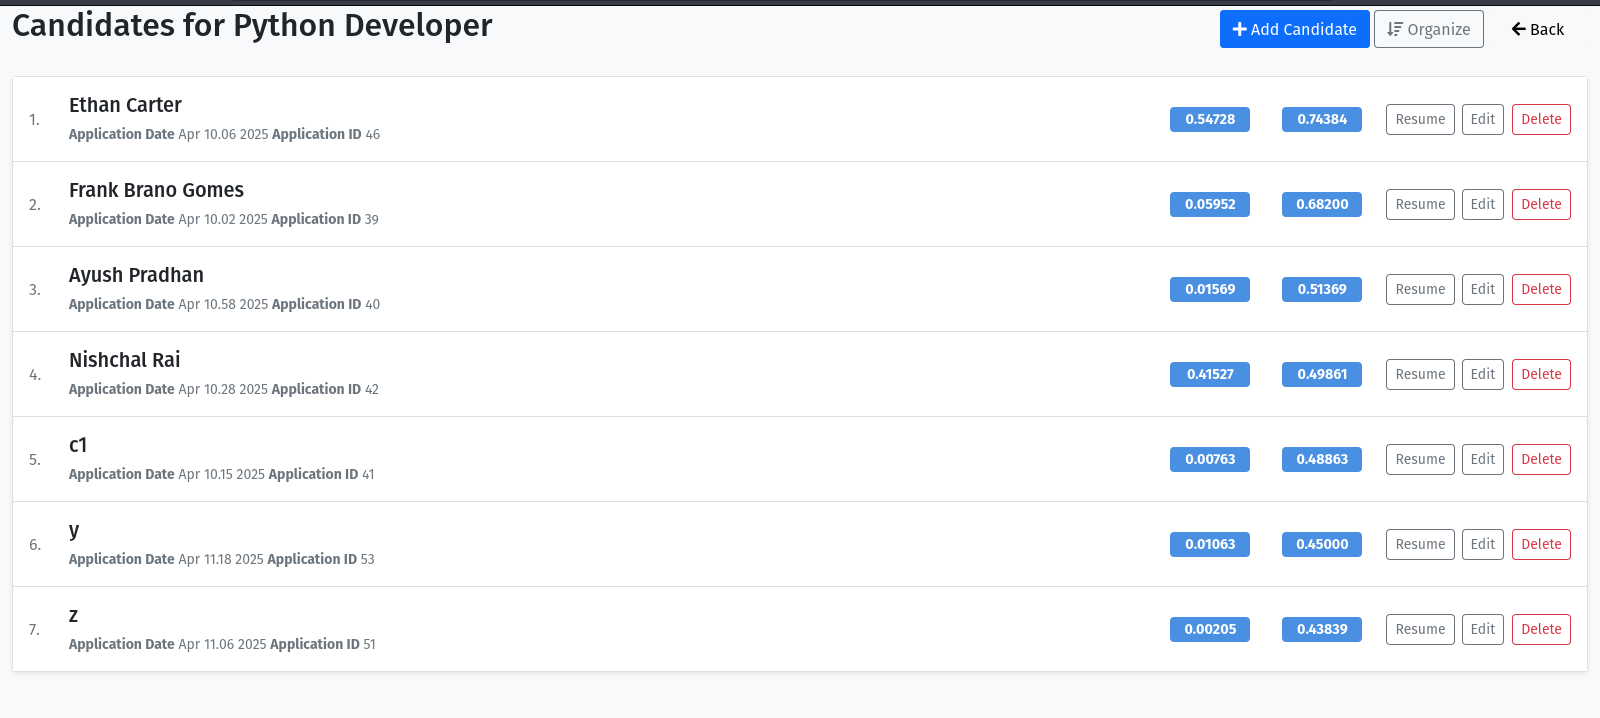 Candidates for Python Developer
Add Candidate Organize Back
1. Ethan Carter
Application Date Apr 10.06 2025 Application ID 46
0.54728 0.74384 Resume Edit Delete
2. Frank Brano Gomes
Application Date Apr 10.02 2025 Application ID 39
0.05952 0.68200 Resume Edit Delete
3. Ayush Pradhan
Application Date Apr 10.58 2025 Application ID 40
0.01569 0.51369 Resume Edit Delete
4. Nishchal Rai
Application Date Apr 10.28 2025 Application ID 42
0.41527 0.49861 Resume Edit Delete
5. c1
Application Date Apr 10.15 2025 Application ID 41
0.00763 0.48863 Resume Edit Delete
6. y
Application Date Apr 11.18 2025 Application ID 53
0.01063 0.45000 Resume Edit Delete
7. z
Application Date Apr 11.06 2025 Application ID 51
0.00205 0.43839 Resume Edit Delete